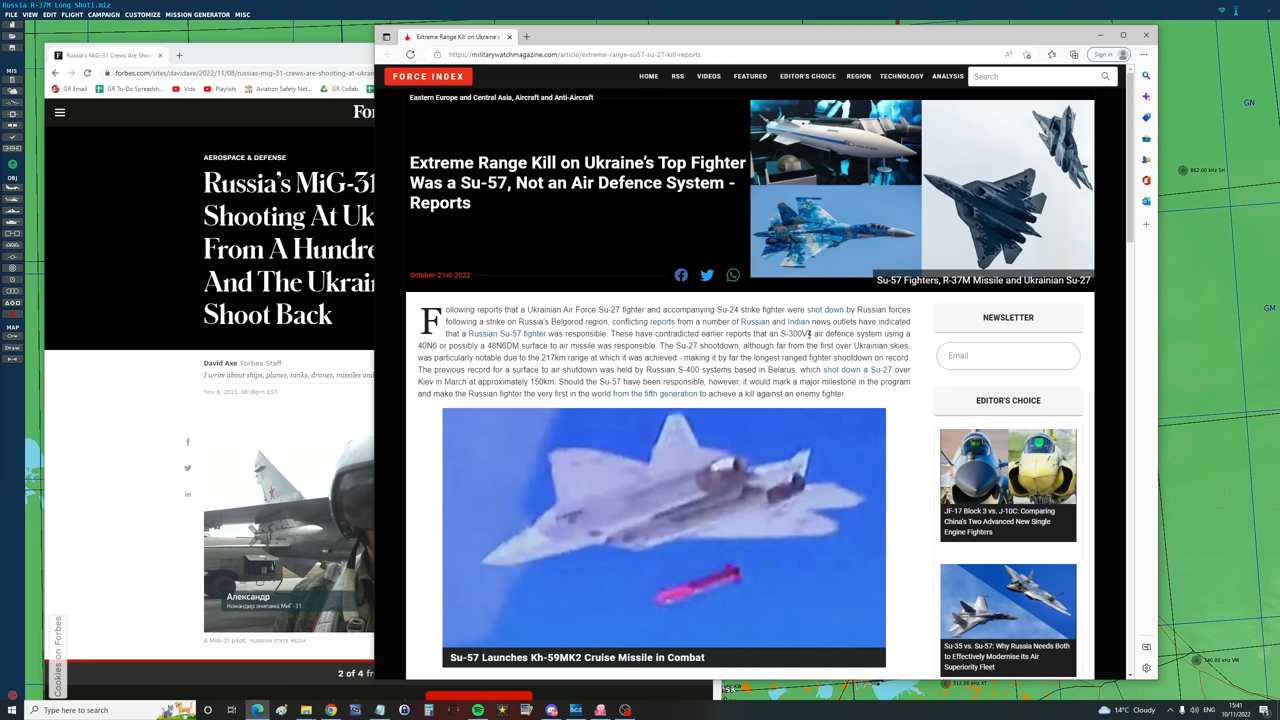 Russia R-37M Long Shot1.miz
FILE VIEW EDIT FLIGHT CAMPAIGN CUSTOMIZE MISSION GENERATOR MISC
MIS
OBJ
MAP
Draw
Russia's MiG-31 Crews Are Shoo
forbes.com/sites/davidaxe/2022/11/08/russias-mig-31-crews-are-shooting-at-ukrai
GR Email GR To-Do Spreadsh... Vids Playlists Aviation Safety Net... GR Collab
For
AEROSPACE & DEFENSE
Russia's MiG-31
Shooting At Uk
From A Hundre
And The Ukrain
Shoot Back
David Axe Forbes Staff
I write about ships, planes, tanks, drones, missiles and
Nov 8, 2022, 06:16pm EST
Александр
Командир экипажа МиГ-31
A MiG-31 pilot. RUSSIAN STATE MEDIA
Cookies on Forbes
2 of 4 fr
Extreme Range Kill on Ukraine's
https://militarywatchmagazine.com/article/extreme-range-su57-su-27-kill-reports
Sign in
FORCE INDEX
HOME RSS VIDEOS FEATURED EDITOR'S CHOICE REGION TECHNOLOGY ANALYSIS
Search
Eastern Europe and Central Asia, Aircraft and Anti-Aircraft
Extreme Range Kill on Ukraine's Top Fighter
Was a Su-57, Not an Air Defence System -
Reports
October-21st-2022
Su-57 Fighters, R-37M Missile and Ukrainian Su-27
Following reports that a Ukrainian Air Force Su-27 fighter and accompanying Su-24 strike fighter were shot down by Russian forces
following a strike on Russia's Belgorod region, conflicting reports from a number of Russian and Indian news outlets have indicated
that a Russian Su-57 fighter was responsible. These have contradicted earlier reports that an S-300V4 air defence system using a
40N6 or possibly a 48N6DM surface to air missile was responsible. The Su-27 shootdown, although far from the first over Ukrainian skies,
was particularly notable due to the 217km range at which it was achieved - making it by far the longest ranged fighter shootdown on record.
The previous record for a surface to air shutdown was held by Russian S-400 systems based in Belarus, which shot down a Su-27 over
Kiev in March at approximately 150km. Should the Su-57 have been responsible, however, it would mark a major milestone in the program
and make the Russian fighter the very first in the world from the fifth generation to achieve a kill against an enemy fighter.
Su-57 Launches Kh-59MK2 Cruise Missile in Combat
NEWSLETTER
Email
EDITOR'S CHOICE
JF-17 Block 3 vs. J-10C: Comparing
China's Two Advanced New Single
Engine Fighters
Su-35 vs. Su-57: Why Russia Needs Both
to Effectively Modernise its Air
Superiority Fleet
GN
862.00 kHz SH
GM
312.00 kHz XT
Type here to search
14°C Cloudy
ENG
15:41
10/11/2022